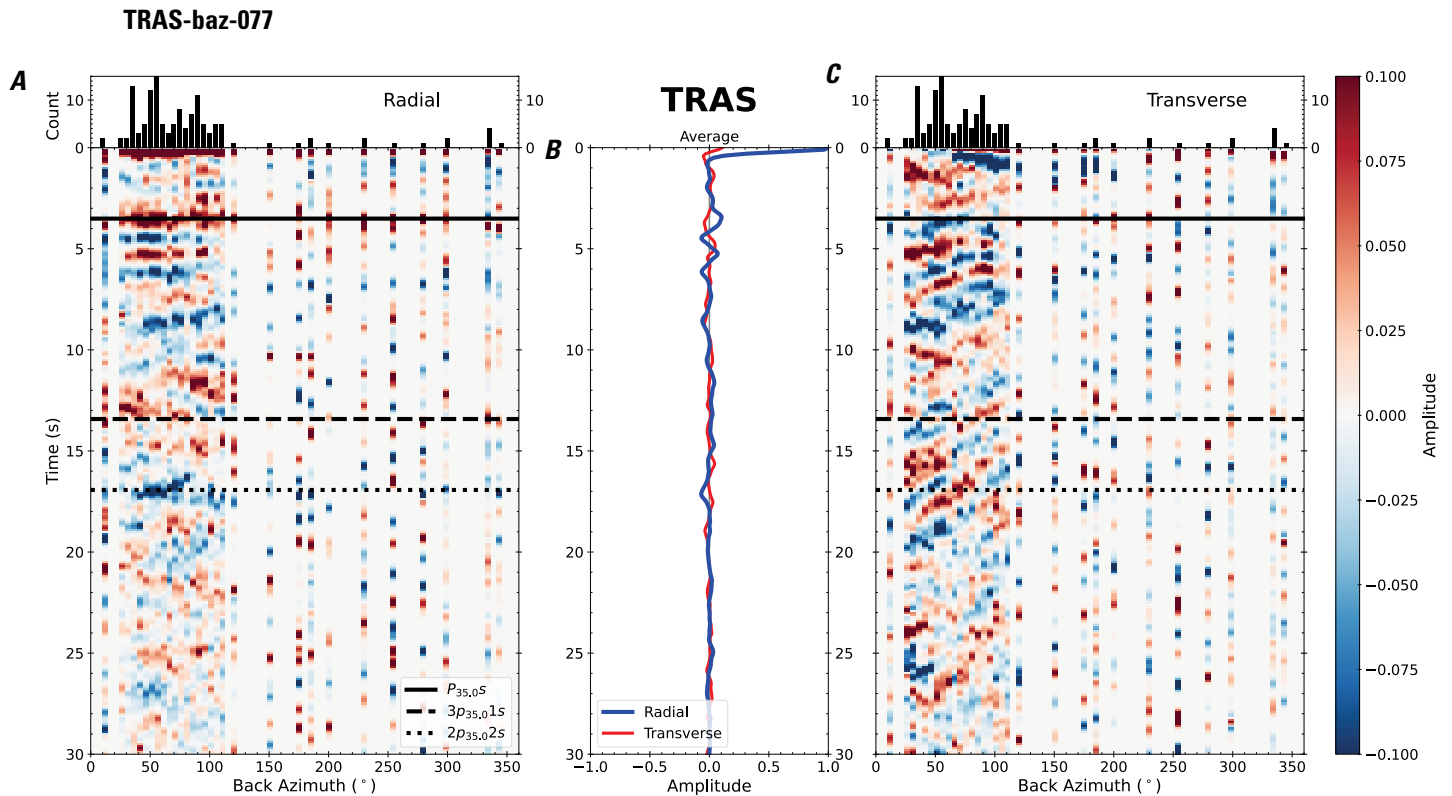 TRAS-baz-077
A
Count
10
0
Radial
10
0
Time (s)
0
5
10
15
20
25
30
P35.0s
3p35.01s
2p35.02s
0 50 100 150 200 250 300 350
Back Azimuth (°)
TRAS
Average
B
0
5
10
15
20
25
30
Radial
Transverse
−1.0 −0.5 0.0 0.5 1.0
Amplitude
C
Transverse
10
0
0
5
10
15
20
25
30
0 50 100 150 200 250 300 350
Back Azimuth (°)
0.100
0.075
0.050
0.025
0.000
−0.025
−0.050
−0.075
−0.100
Amplitude